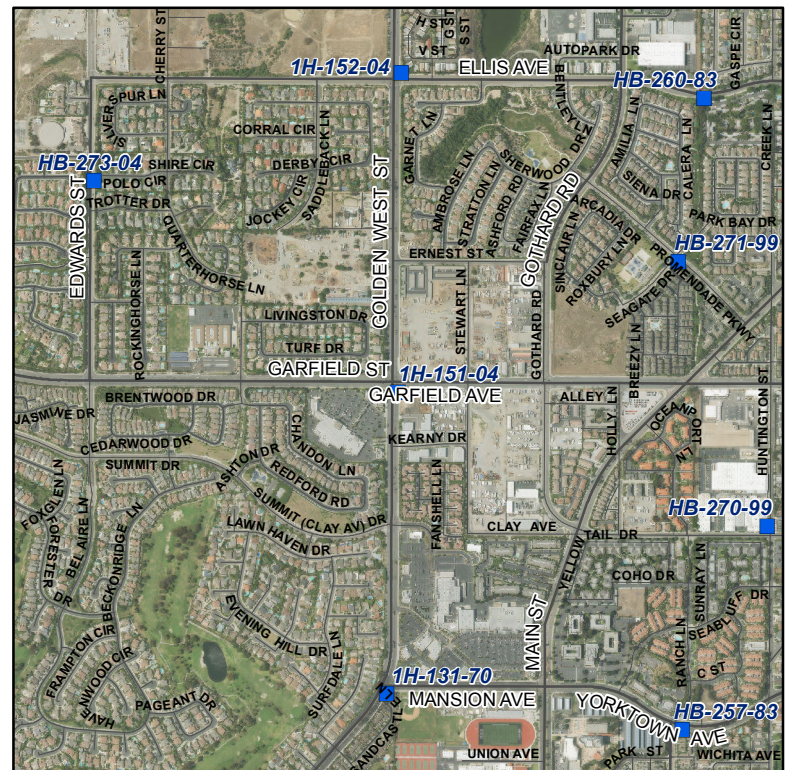 H ST
G ST
S ST
V ST
CHERRY ST
AUTOPARK DR
GASPE CIR
1H-152-04
ELLIS AVE
HB-260-83
SILVER SPUR LN
BENTLEY LN
CORRAL CIR
GARNET LN
AMILIA LN
CALERA LN
CREEK LN
HB-273-04
SHIRE CIR
DERBY CIR
SADDLEBACK LN
SHERWOOD DR
POLO CIR
AMBROSE LN
STRATTON LN
ASHFORD RD
FAIRFAX LN
SIENA DR
TROTTER DR
JOCKEY CIR
ARCADIA DR
PARK BAY DR
EDWARDS ST
GOLDEN WEST ST
GOTHARD RD
QUARTERHORSE LN
SINCLAIR LN
ROXBURY LN
HB-271-99
ERNEST ST
PROMENDADE PKWY
ROCKINGHORSE LN
STEWART LN
GOTHARD RD
SEAGATE DR
LIVINGSTON DR
TURF DR
BREEZY LN
GARFIELD ST
1H-151-04
HUNTINGTON ST
BRENTWOOD DR
GARFIELD AVE
ALLEY
JASMINE DR
HOLLY LN
OCEANPORT LN
CEDARWOOD DR
CHANDON LN
KEARNY DR
SUMMIT DR
ASHTON DR
REDFORD RD
FOXGLEN LN
FORESTER DR
BEL AIRE LN
BECKONRIDGE LN
SUMMIT (CLAY AV) DR
FANSHELL LN
HB-270-99
LAWN HAVEN DR
CLAY AVE
YELLOWTAIL DR
COHO DR
SUNRAY LN
EVENING HILL DR
SEABLUFF DR
FRAMPTON CIR
SURFDALE LN
MAIN ST
RANCH LN
HAVENWOOD CIR
1H-131-70
C ST
PAGEANT DR
MANSION AVE
YORKTOWN AVE
HB-257-83
SANDCASTLE LN
UNION AVE
PARK ST
WICHITA AVE